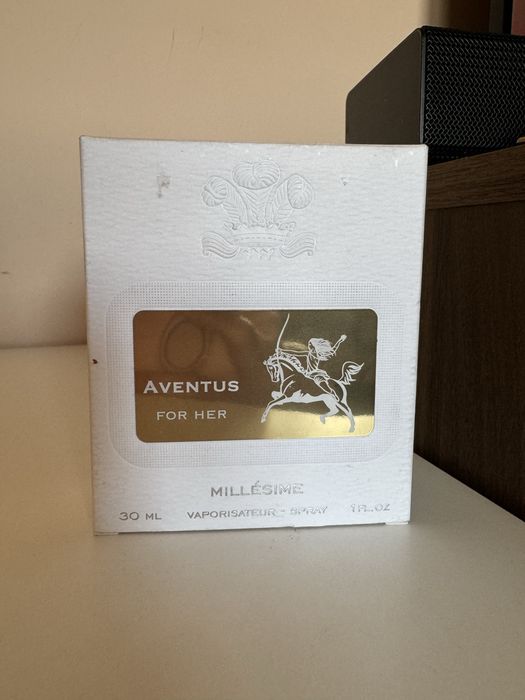 AVENTUS
FOR HER
MILLÉSIME
30 ML VAPORISATEUR - SPRAY 1 FL.OZ